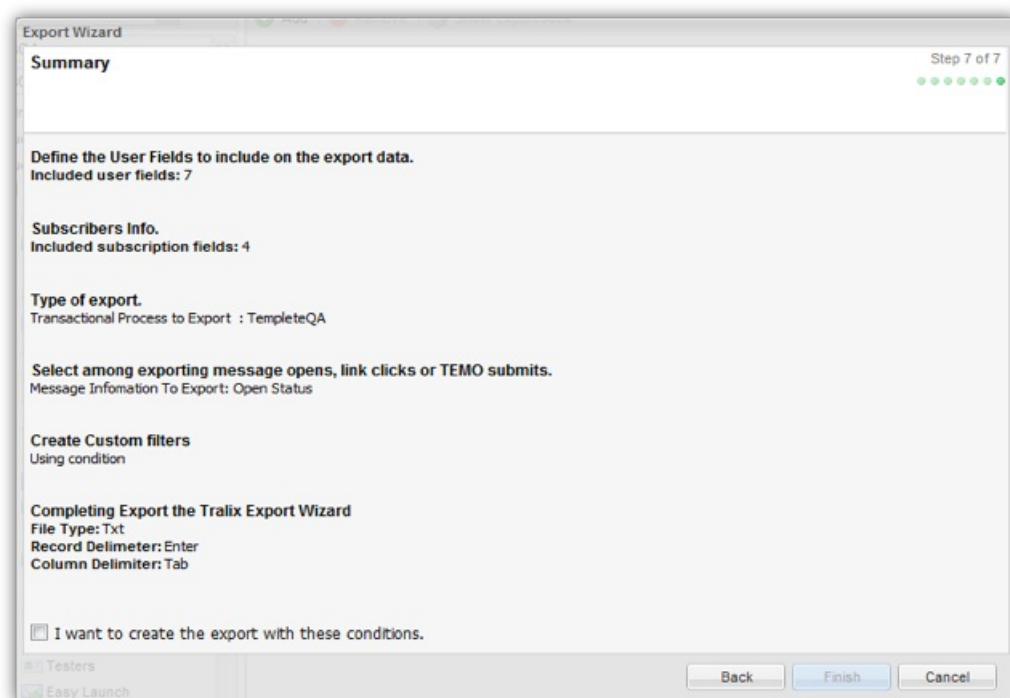 Export Wizard
Summary
Step 7 of 7
Define the User Fields to include on the export data.
Included user fields: 7
Subscribers Info.
Included subscription fields: 4
Type of export.
Transactional Process to Export : TempleteQA
Select among exporting message opens, link clicks or TEMO submits.
Message Infomation To Export: Open Status
Create Custom filters
Using condition
Completing Export the Tralix Export Wizard
File Type: Txt
Record Delimeter: Enter
Column Delimiter: Tab
I want to create the export with these conditions.
Testers
Back Finish Cancel
Easy Launch